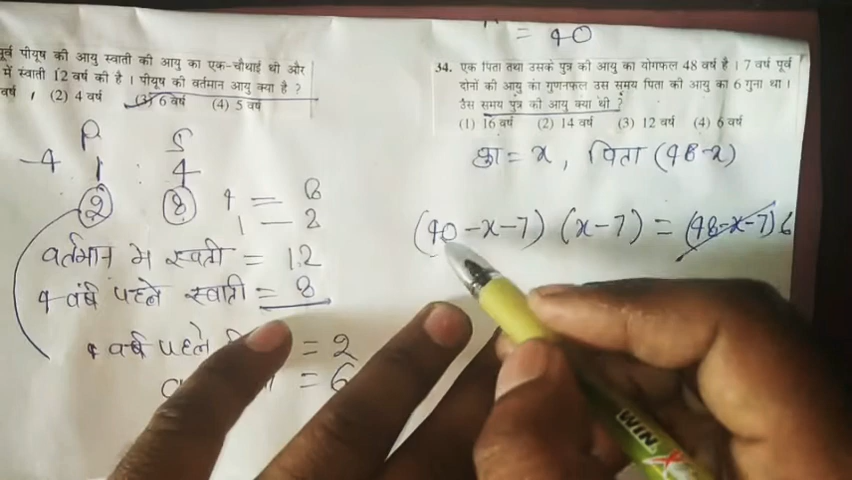 = 40
पूर्व पीयूष की आयु स्वाती की आयु का एक-चौथाई थी और
में स्वाती 12 वर्ष की है । पीयूष की वर्तमान आयु क्या है ?
वर्ष (2) 4 वर्ष (3) 6 वर्ष (4) 5 वर्ष
P S
-4 1 : 4
2 8 4 = 8
1 — 2
वर्तमान मे स्वाती = 12
4 वर्ष पहले स्वाती = 8
4 वर्ष पहले = 2
= 6
34. एक पिता तथा उसके पुत्र की आयु का योगफल 48 वर्ष है । 7 वर्ष पूर्व
दोनों की आयु का गुणनफल उस समय पिता की आयु का 6 गुना था ।
उस समय पुत्र की आयु क्या थी ?
(1) 16 वर्ष (2) 14 वर्ष (3) 12 वर्ष (4) 6 वर्ष
= x , पिता (48-x)
(40-x-7) (x-7) = (48-x-7)6
WIN